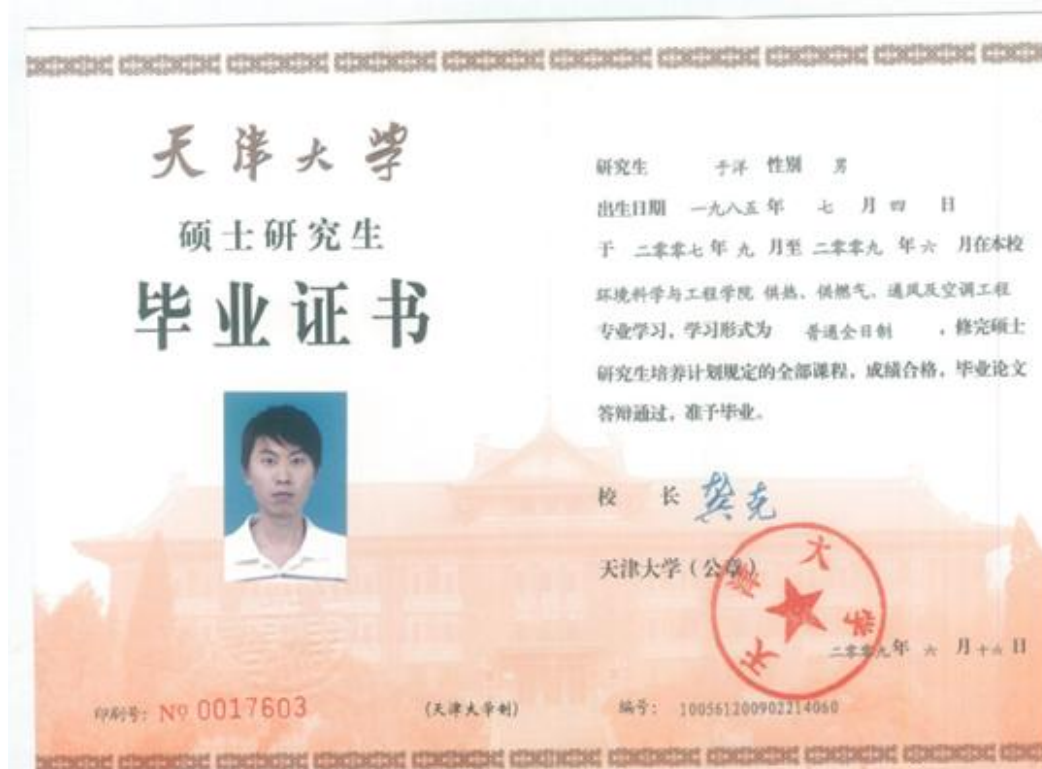 天津大学
硕士研究生
毕业证书
印刷号: Nº 0017603
(天津大学制)
研究生 于洋 性别 男
出生日期 一九八五 年 七 月 四 日
于 二零零七 年 九 月至 二零零九 年 六 月在本校
环境科学与工程学院 供热、供燃气、通风及空调工程
专业学习,学习形式为 普通全日制 ,修完硕士
研究生培养计划规定的全部课程,成绩合格,毕业论文
答辩通过,准予毕业。
校 长 龚克
天津大学(公章)
天津大学
二零零九 年 六 月 十六 日
编号: 100561200902214060